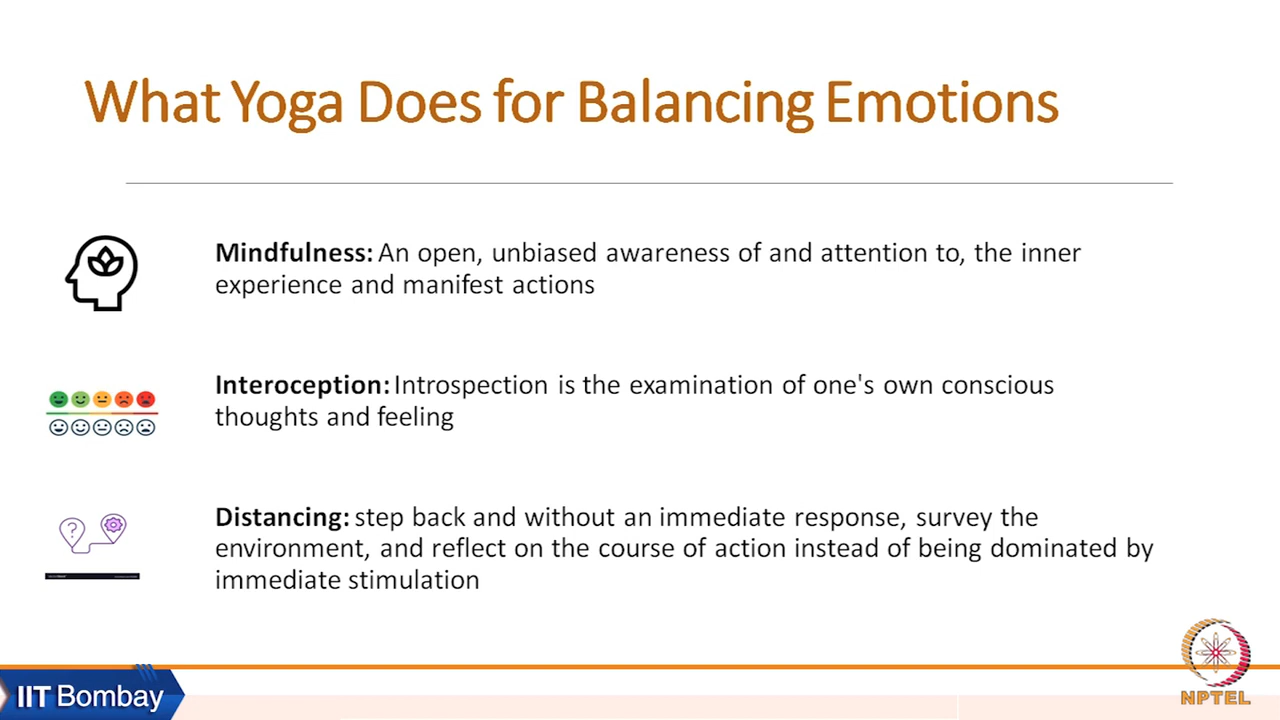 What Yoga Does for Balancing Emotions
Mindfulness: An open, unbiased awareness of and attention to, the inner
experience and manifest actions
Interoception: Introspection is the examination of one's own conscious
thoughts and feeling
?
Distancing: step back and without an immediate response, survey the
environment, and reflect on the course of action instead of being dominated by
immediate stimulation
IIT Bombay
NPTEL